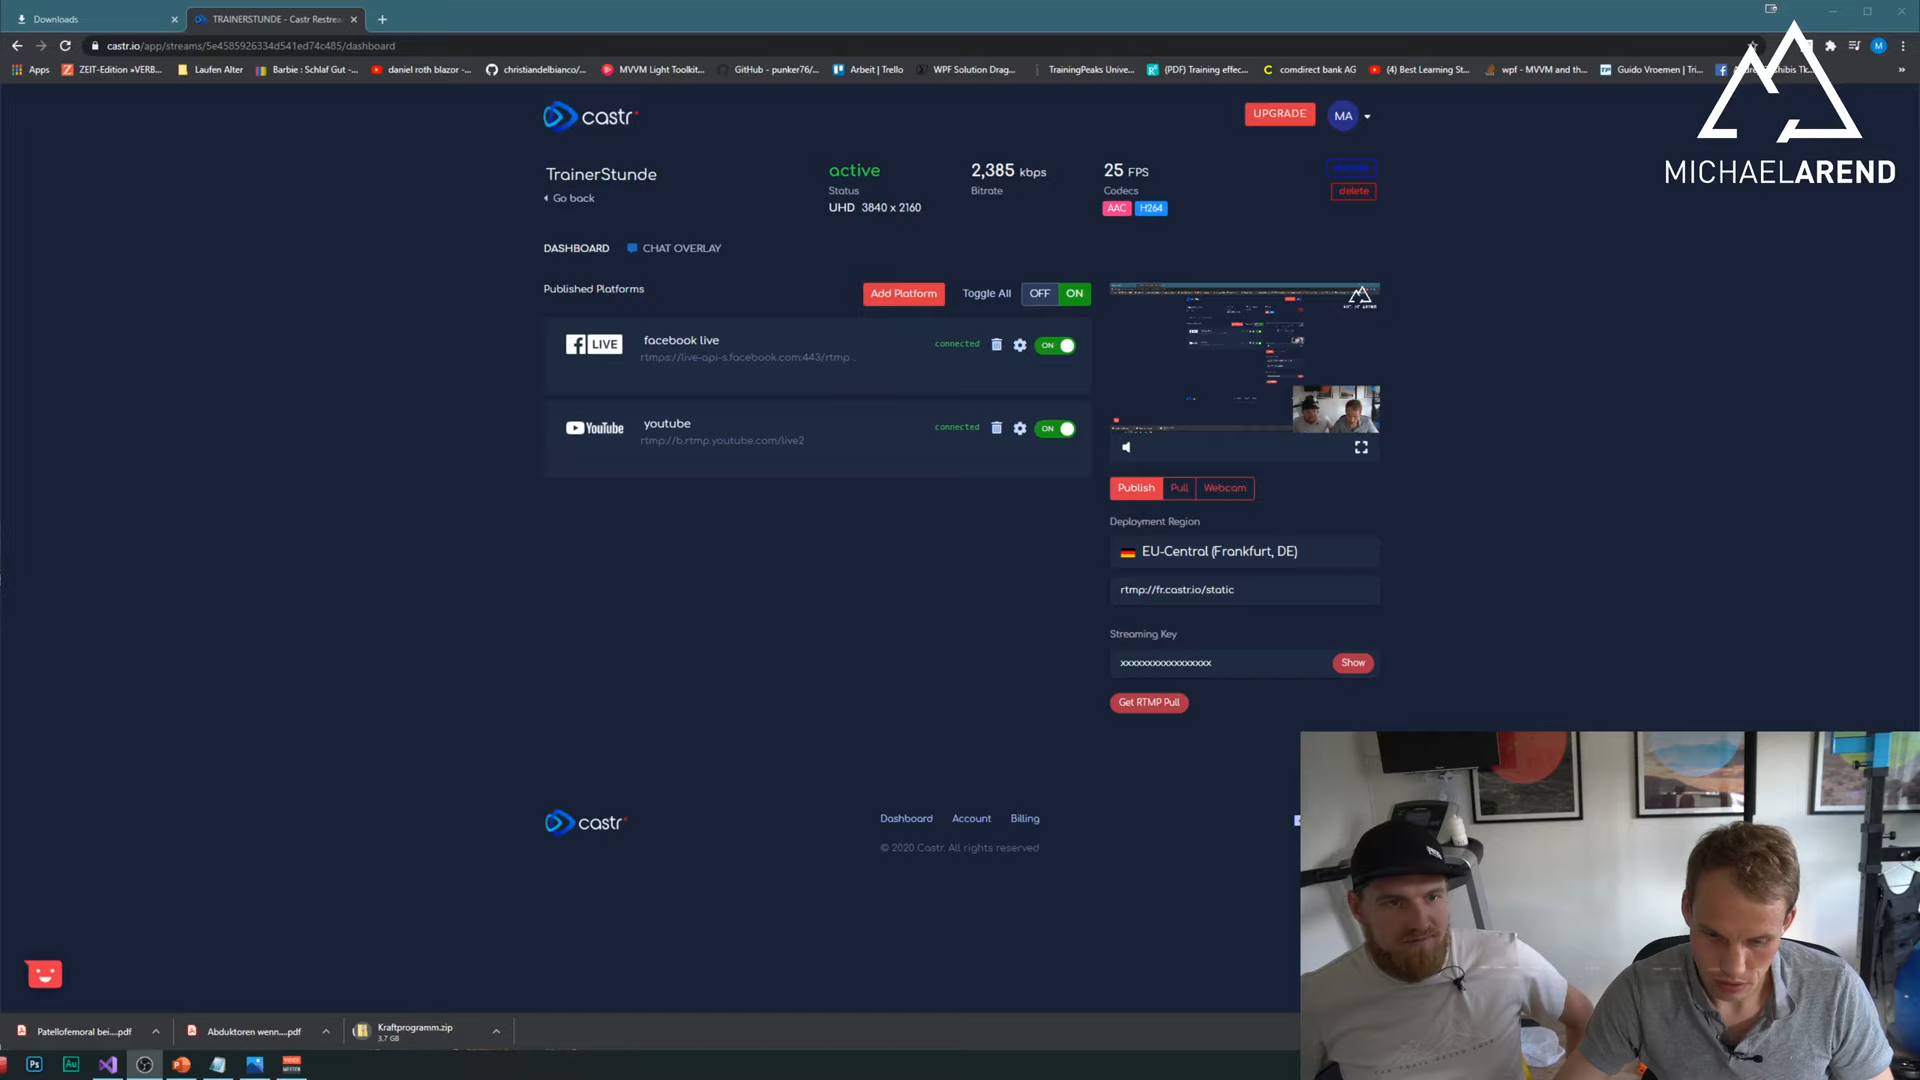 Downloads
TRAINERSTUNDE - Castr Restre
castr.io/app/streams/5e4585926334d541ed74c485/dashboard
Apps
ZEIT-Edition »VERB...
Laufen Alter
Barbie : Schlaf Gut -...
daniel roth blazor -...
christiandelbianco/...
MVVM Light Toolkit...
GitHub - punker76/...
Arbeit | Trello
WPF Solution Drag...
TrainingPeaks Unive...
(PDF) Training effec...
comdirect bank AG
(4) Best Learning St...
wpf - MVVM and th...
Guido Vroemen | Tri...
MICHAELAREND
castr
UPGRADE
MA
TrainerStunde
Go back
active
Status
UHD 3840 x 2160
2,385 kbps
Bitrate
25 FPS
Codecs
AAC
H264
delete
DASHBOARD
CHAT OVERLAY
Published Platforms
Add Platform
Toggle All
OFF
ON
LIVE
facebook live
rtmps://live-api-s.facebook.com:443/rtmp...
connected
ON
YouTube
youtube
rtmp://b.rtmp.youtube.com/live2
connected
ON
Publish
Pull
Webcam
Deployment Region
EU-Central (Frankfurt, DE)
rtmp://fr.castr.io/static
Streaming Key
xxxxxxxxxxxxxxxxx
Show
Get RTMP Pull
castr
Dashboard
Account
Billing
© 2020 Castr. All rights reserved
Patellofemoral bei....pdf
Abduktoren wenn....pdf
Kraftprogramm.zip
3.7 GB
Ps
Au